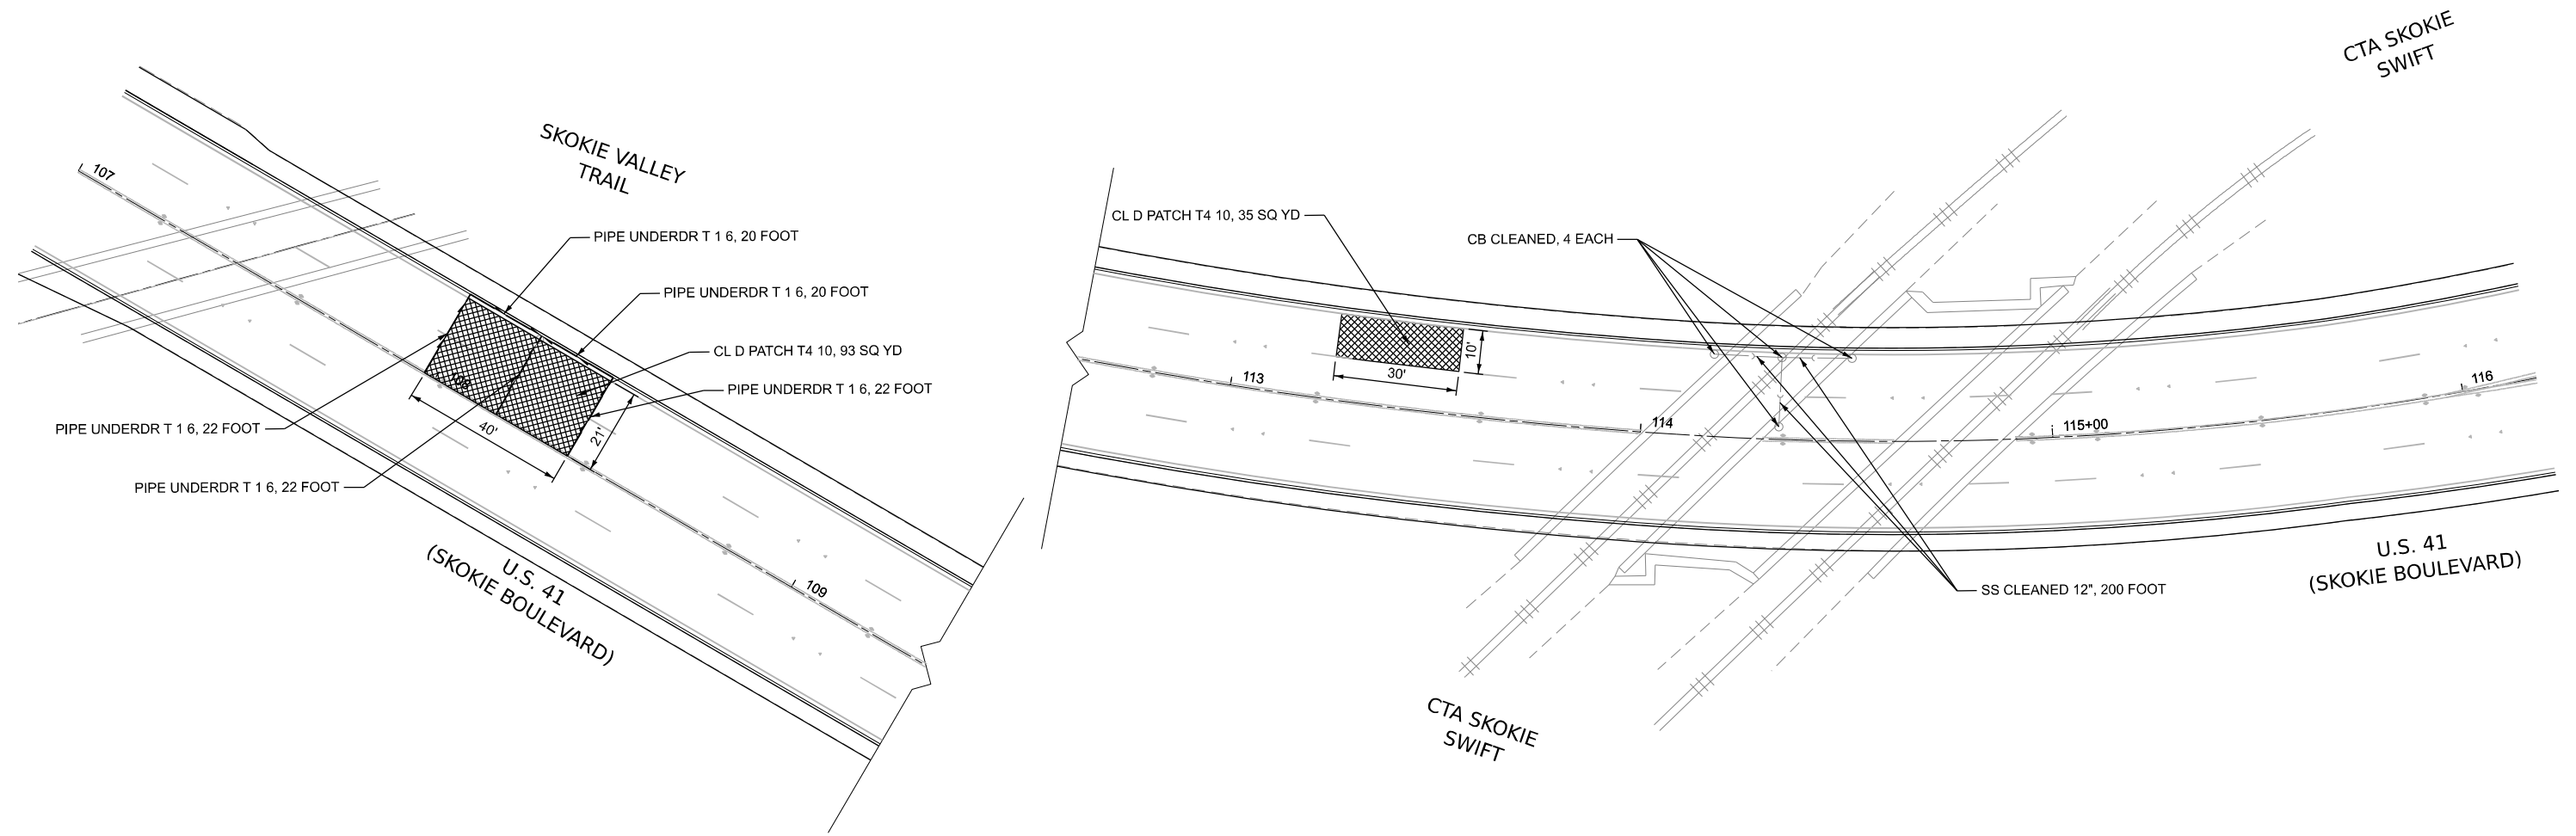 SKOKIE VALLEY
TRAIL
107
PIPE UNDERDR T 1 6, 20 FOOT
PIPE UNDERDR T 1 6, 20 FOOT
CL D PATCH T4 10, 93 SQ YD
108
PIPE UNDERDR T 1 6, 22 FOOT
PIPE UNDERDR T 1 6, 22 FOOT
40'
21'
PIPE UNDERDR T 1 6, 22 FOOT
109
U.S. 41
(SKOKIE BOULEVARD)
CTA SKOKIE
SWIFT
CL D PATCH T4 10, 35 SQ YD
CB CLEANED, 4 EACH
10'
30'
113
114
115+00
116
SS CLEANED 12", 200 FOOT
U.S. 41
(SKOKIE BOULEVARD)
CTA SKOKIE
SWIFT